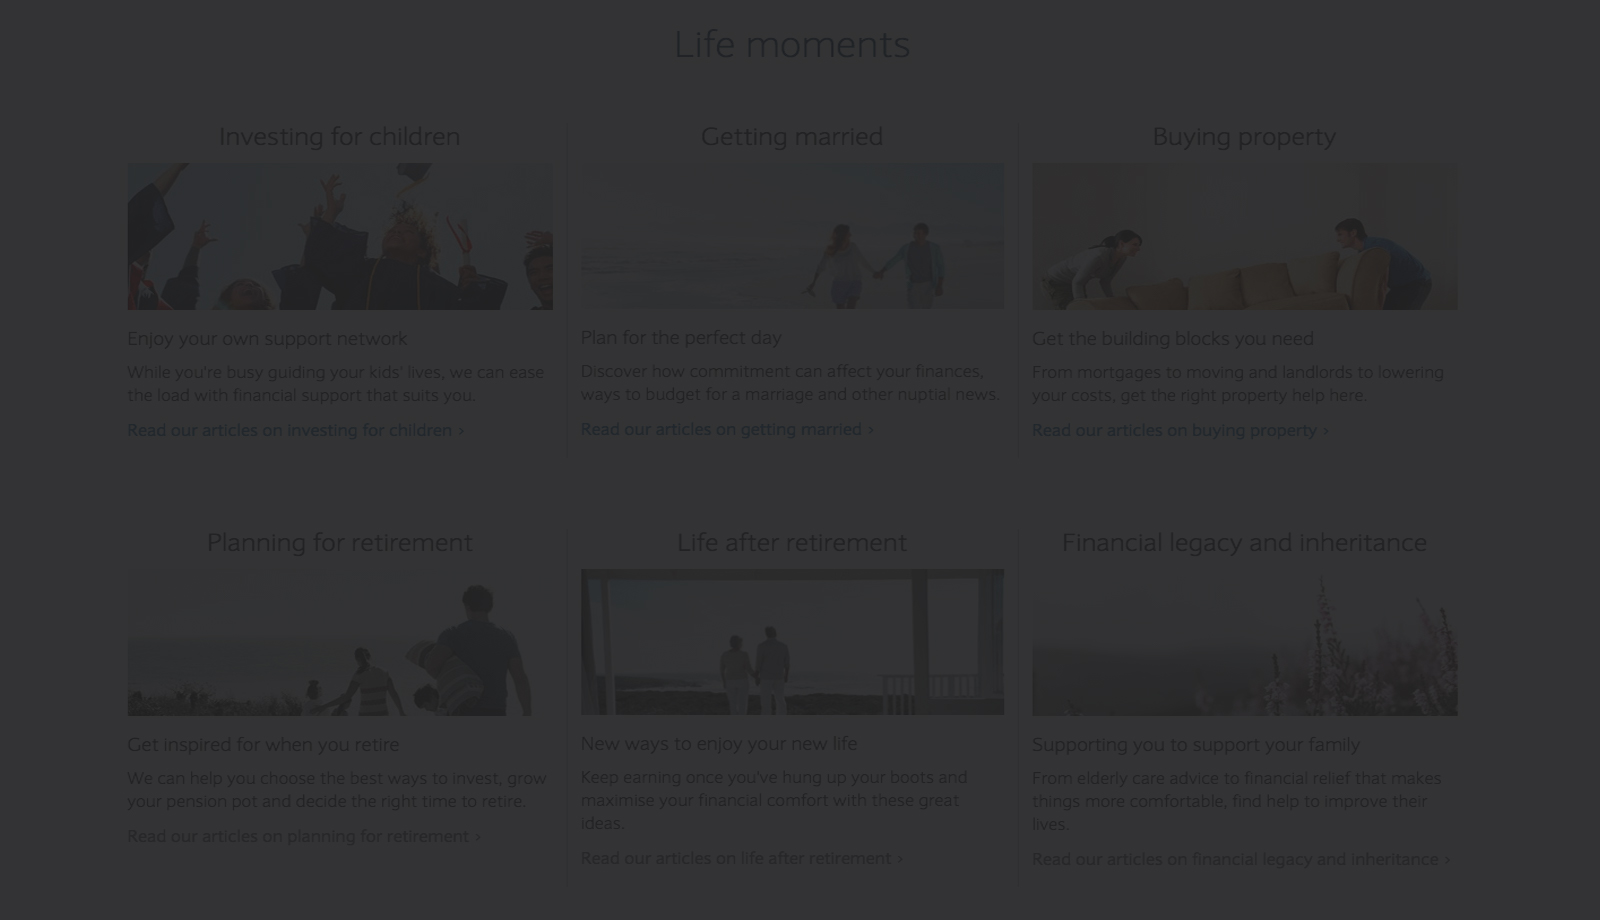 Life moments
Investing for children
Enjoy your own support network
While you're busy guiding your kids' lives, we can ease
the load with financial support that suits you.
Read our articles on investing for children ›
Getting married
Plan for the perfect day
Discover how commitment can affect your finances,
ways to budget for a marriage and other nuptial news.
Read our articles on getting married ›
Buying property
Get the building blocks you need
From mortgages to moving and landlords to lowering
your costs, get the right property help here.
Read our articles on buying property ›
Planning for retirement
Get inspired for when you retire
We can help you choose the best ways to invest, grow
your pension pot and decide the right time to retire.
Read our articles on planning for retirement ›
Life after retirement
New ways to enjoy your new life
Keep earning once you've hung up your boots and
maximise your financial comfort with these great
ideas.
Read our articles on life after retirement ›
Financial legacy and inheritance
Supporting you to support your family
From elderly care advice to financial relief that makes
things more comfortable, find help to improve their
lives.
Read our articles on financial legacy and inheritance ›